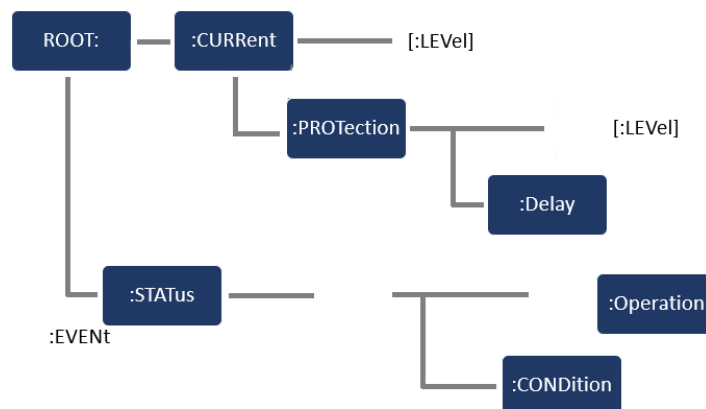 ROOT:
:CURRent
[:LEVel]
:PROTection
[:LEVel]
:Delay
:STATus
:Operation
:EVENt
:CONDition